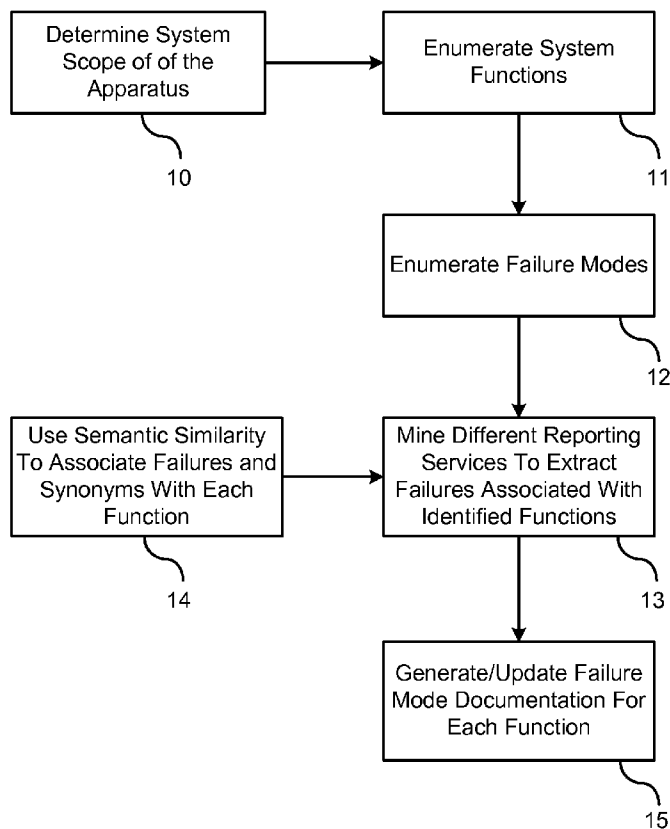 Determine System
Scope of of the
Apparatus
10
Enumerate System
Functions
11
Enumerate Failure Modes
12
Use Semantic Similarity
To Associate Failures and
Synonyms With Each
Function
14
Mine Different Reporting
Services To Extract
Failures Associated With
Identified Functions
13
Generate/Update Failure
Mode Documentation For
Each Function
15